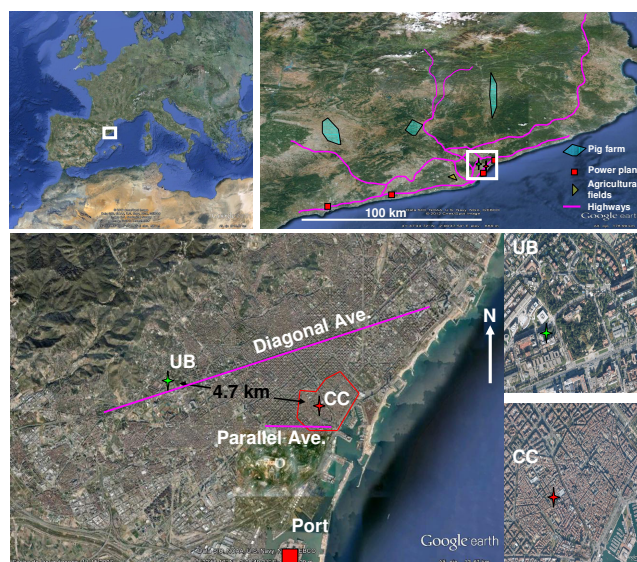 Pig farm
Power plan
Agricultura
fields
Highways
100 km
Google earth
UB
Diagonal Ave.
N
UB
4.7 km
CC
Parallel Ave.
CC
Port
Google earth